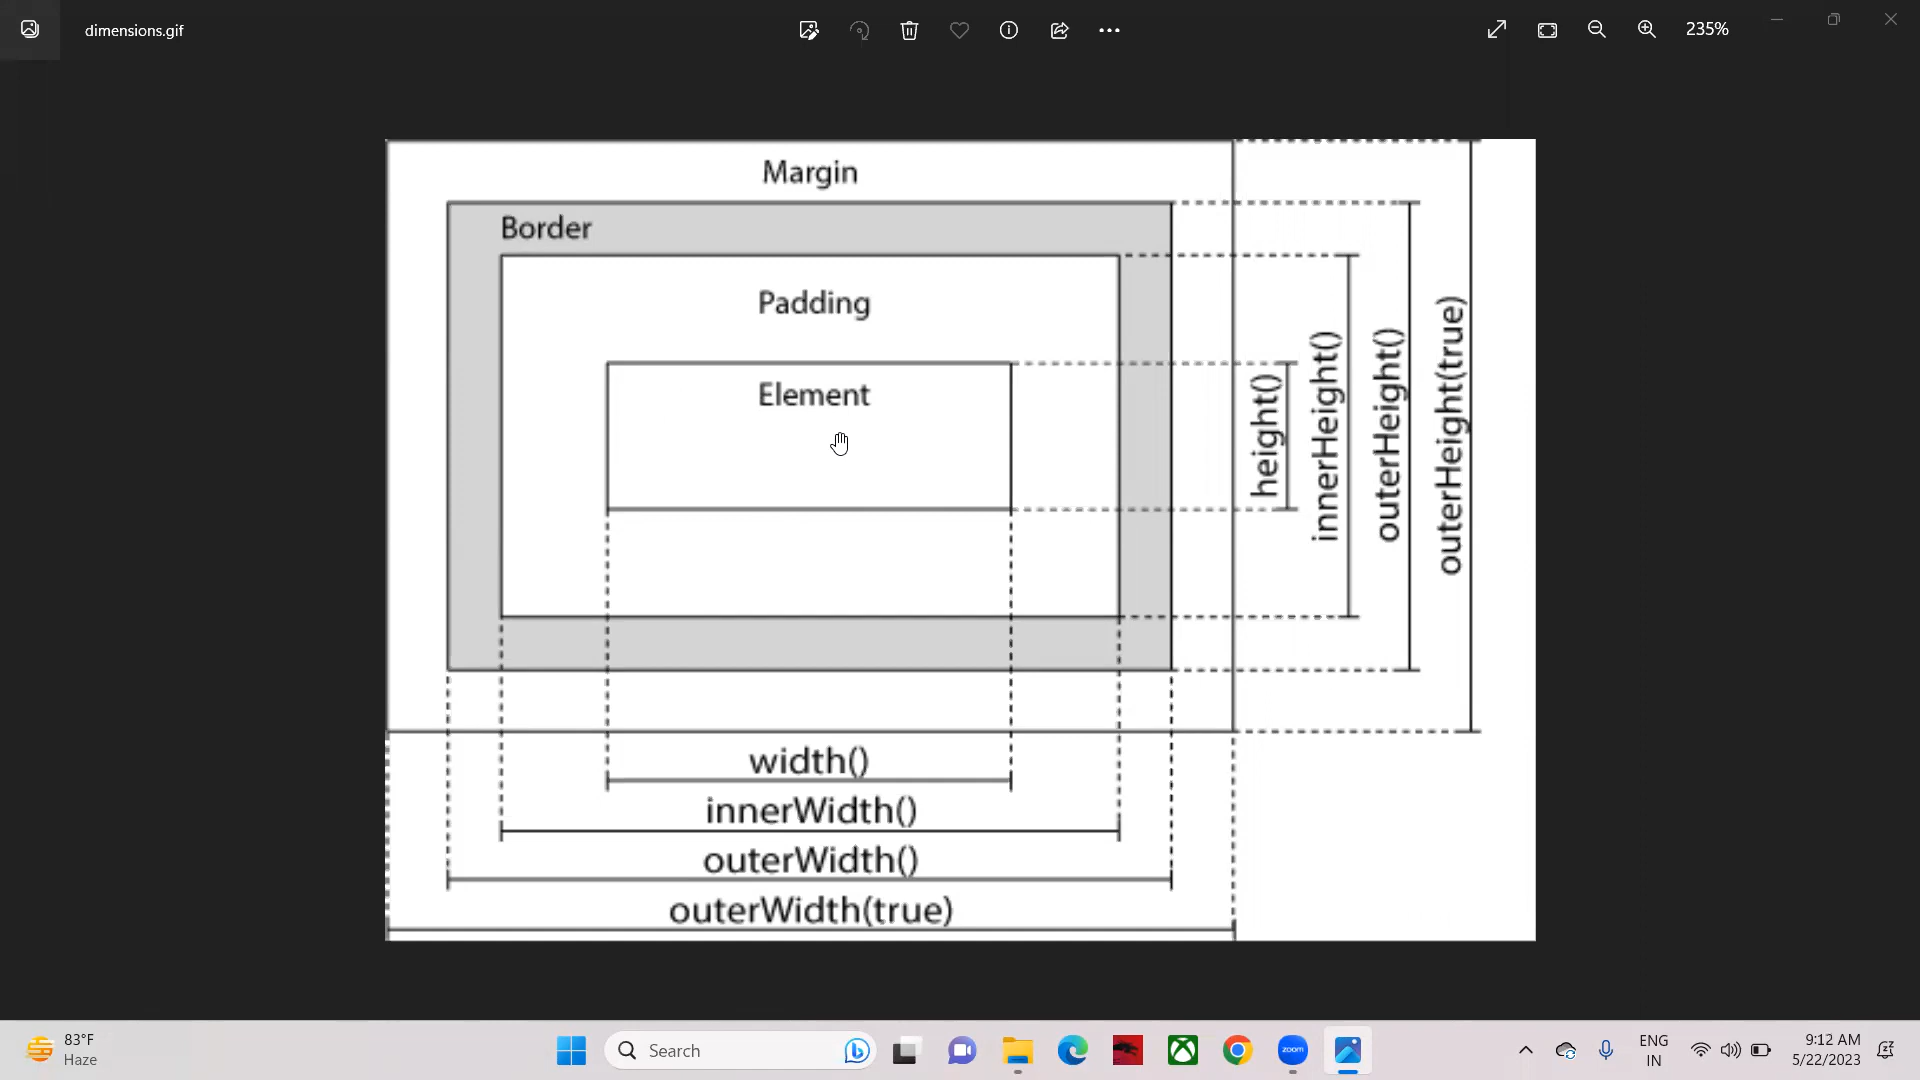 dimensions.gif
235%
Margin
Border
Padding
Element
height()
innerHeight()
outerHeight()
outerHeight(true)
width()
innerWidth()
outerWidth()
outerWidth(true)
83°F
Haze
Search
zoom
ENG
IN
9:12 AM
5/22/2023